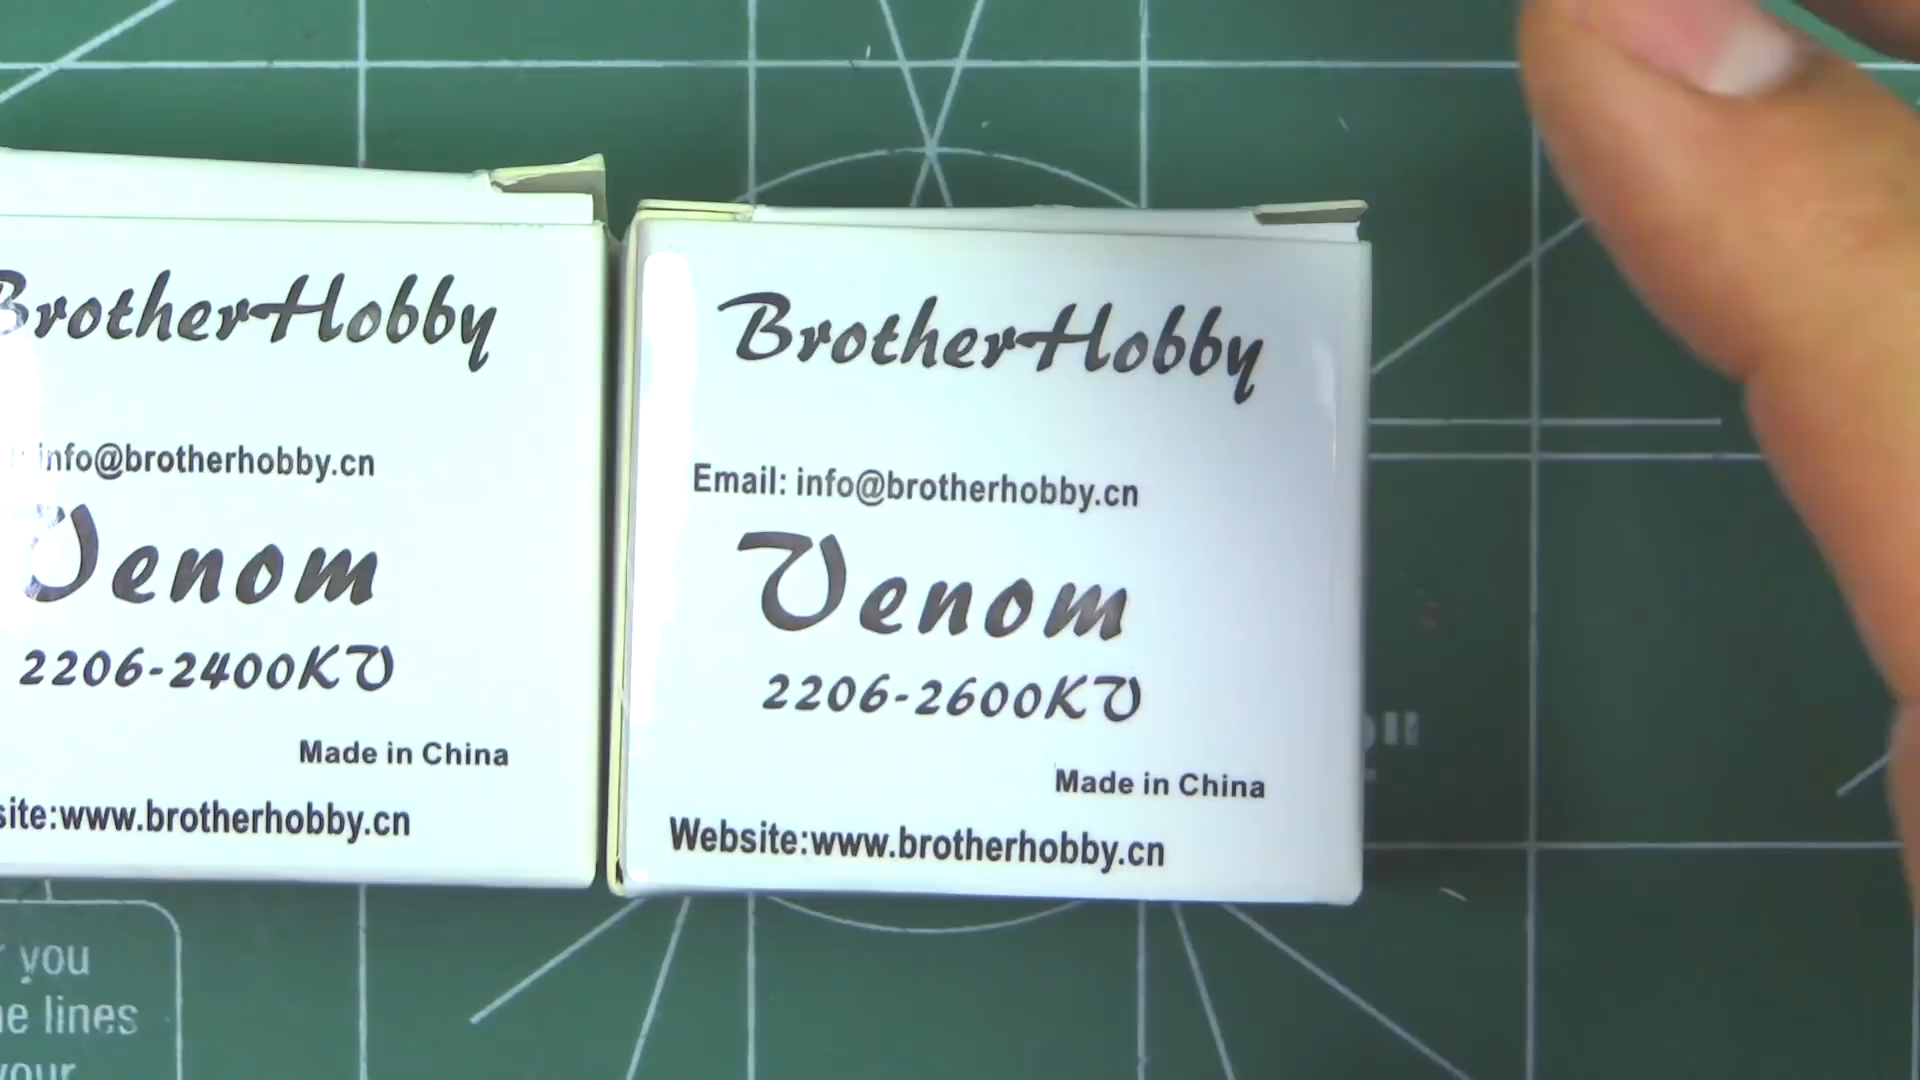 BrotherHobby
info@brotherhobby.cn
Venom
2206-2400KV
Made in China
site:www.brotherhobby.cn
BrotherHobby
Email: info@brotherhobby.cn
Venom
2206-2600KV
Made in China
Website:www.brotherhobby.cn
you
lines
your